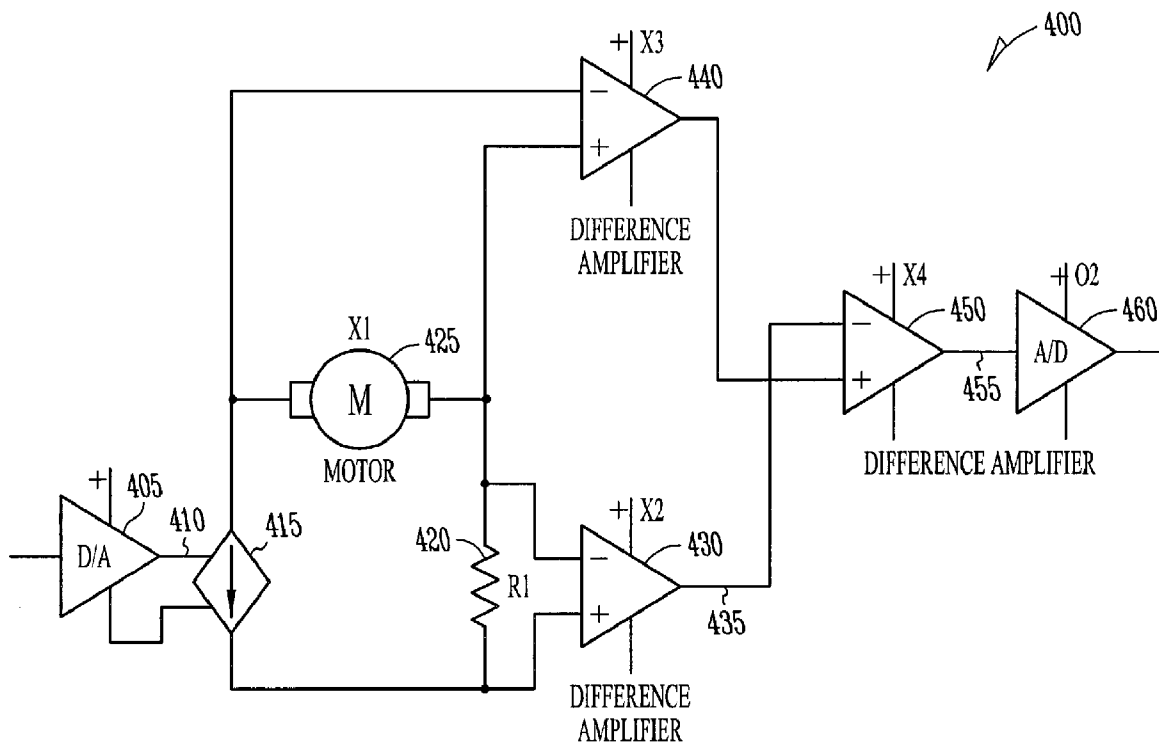 400
+ X3
440
−
+
DIFFERENCE
AMPLIFIER
+ X4
450
−
+
455
DIFFERENCE AMPLIFIER
+ O2
460
A/D
X1
425
M
MOTOR
+
405
D/A
410
415
420
R1
+ X2
430
−
+
435
DIFFERENCE
AMPLIFIER